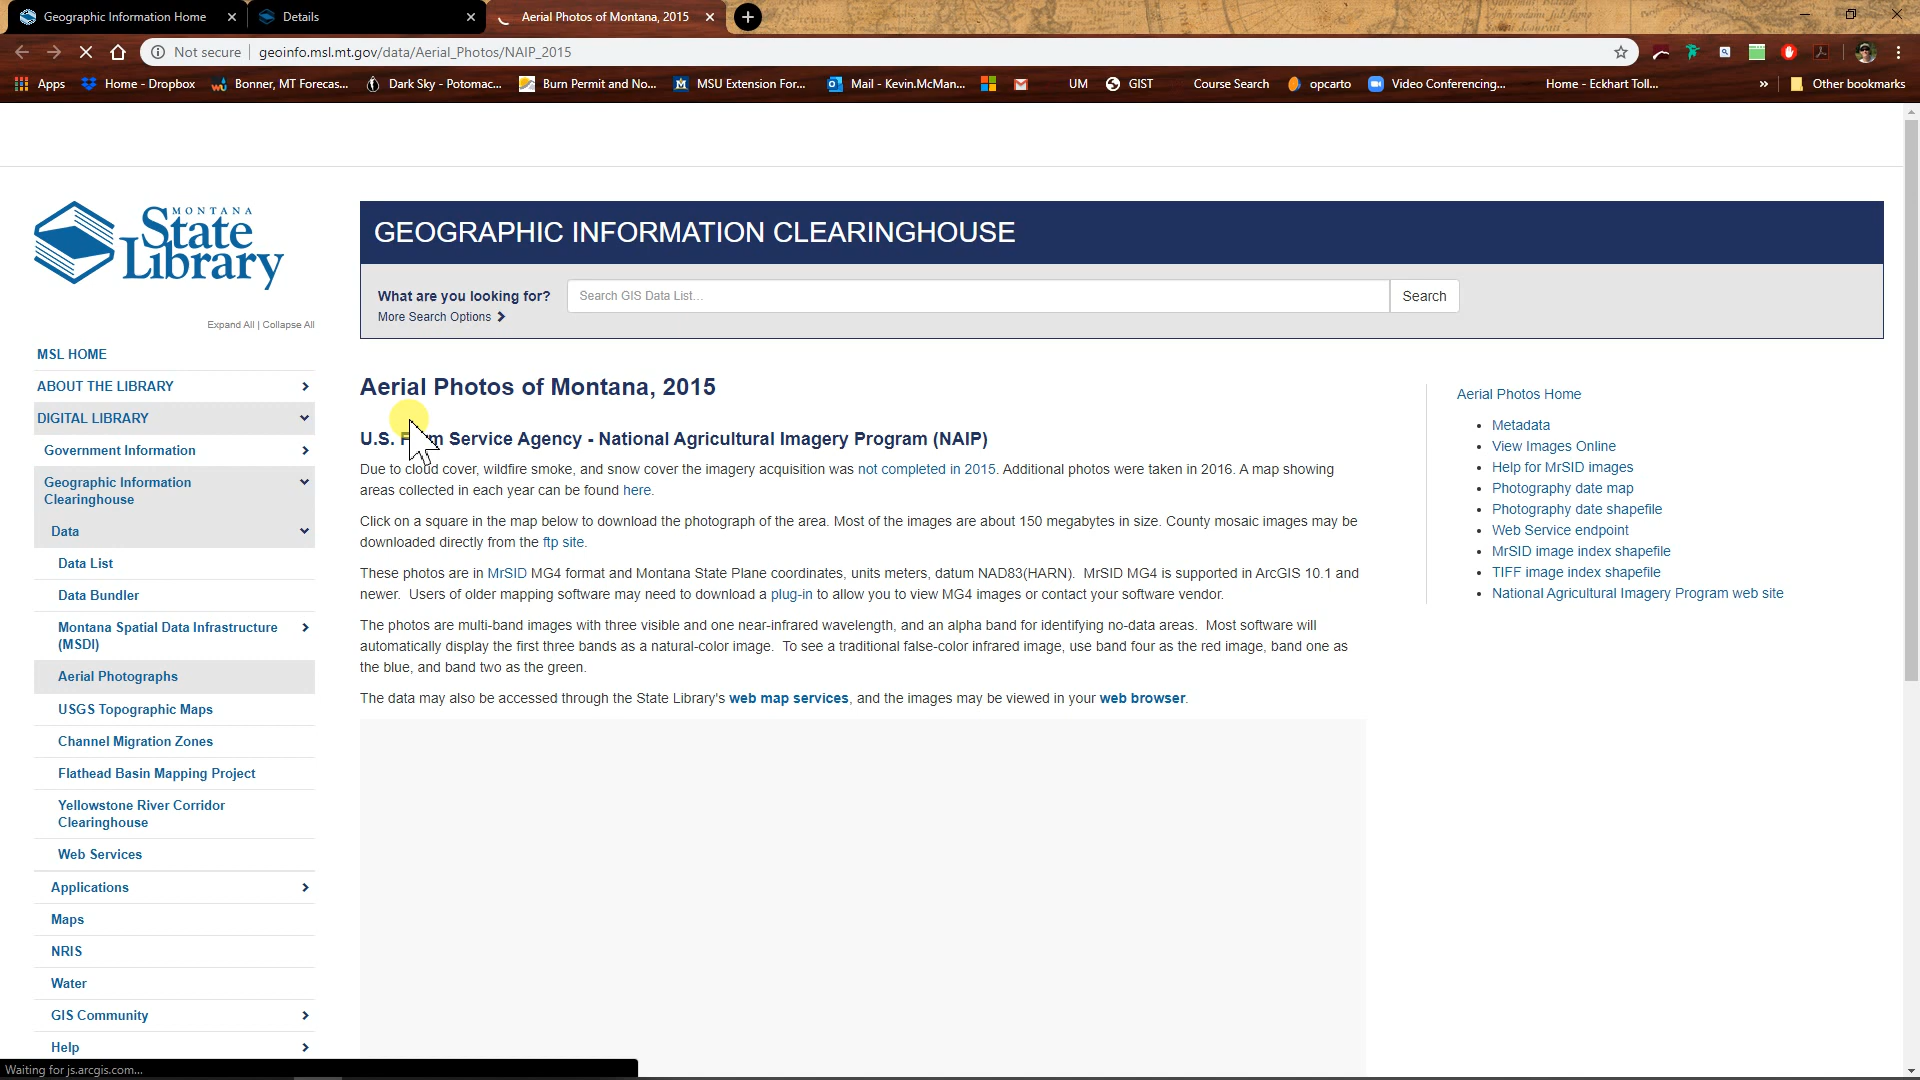 Geographic Information Home
Details
Aerial Photos of Montana, 2015
Not secure
geoinfo.msl.mt.gov/data/Aerial_Photos/NAIP_2015
Apps
Home - Dropbox
Bonner, MT Forecas...
Dark Sky - Potomac...
Burn Permit and No...
MSU Extension For...
Mail - Kevin.McMan...
UM
GIST
Course Search
opcarto
Video Conferencing...
Home - Eckhart Toll...
»
Other bookmarks
MONTANA
State
Library
Expand All | Collapse All
MSL HOME
ABOUT THE LIBRARY
DIGITAL LIBRARY
Government Information
Geographic Information
Clearinghouse
Data
Data List
Data Bundler
Montana Spatial Data Infrastructure
(MSDI)
Aerial Photographs
USGS Topographic Maps
Channel Migration Zones
Flathead Basin Mapping Project
Yellowstone River Corridor
Clearinghouse
Web Services
Applications
Maps
NRIS
Water
GIS Community
Help
GEOGRAPHIC INFORMATION CLEARINGHOUSE
What are you looking for?
Search GIS Data List...
Search
More Search Options
Aerial Photos of Montana, 2015
U.S. Farm Service Agency - National Agricultural Imagery Program (NAIP)
Due to cloud cover, wildfire smoke, and snow cover the imagery acquisition was not completed in 2015. Additional photos were taken in 2016. A map showing
areas collected in each year can be found here.
Click on a square in the map below to download the photograph of the area. Most of the images are about 150 megabytes in size. County mosaic images may be
downloaded directly from the ftp site.
These photos are in MrSID MG4 format and Montana State Plane coordinates, units meters, datum NAD83(HARN). MrSID MG4 is supported in ArcGIS 10.1 and
newer. Users of older mapping software may need to download a plug-in to allow you to view MG4 images or contact your software vendor.
The photos are multi-band images with three visible and one near-infrared wavelength, and an alpha band for identifying no-data areas. Most software will
automatically display the first three bands as a natural-color image. To see a traditional false-color infrared image, use band four as the red image, band one as
the blue, and band two as the green.
The data may also be accessed through the State Library's web map services, and the images may be viewed in your web browser.
Aerial Photos Home
Metadata
View Images Online
Help for MrSID images
Photography date map
Photography date shapefile
Web Service endpoint
MrSID image index shapefile
TIFF image index shapefile
National Agricultural Imagery Program web site
Waiting for js.arcgis.com...